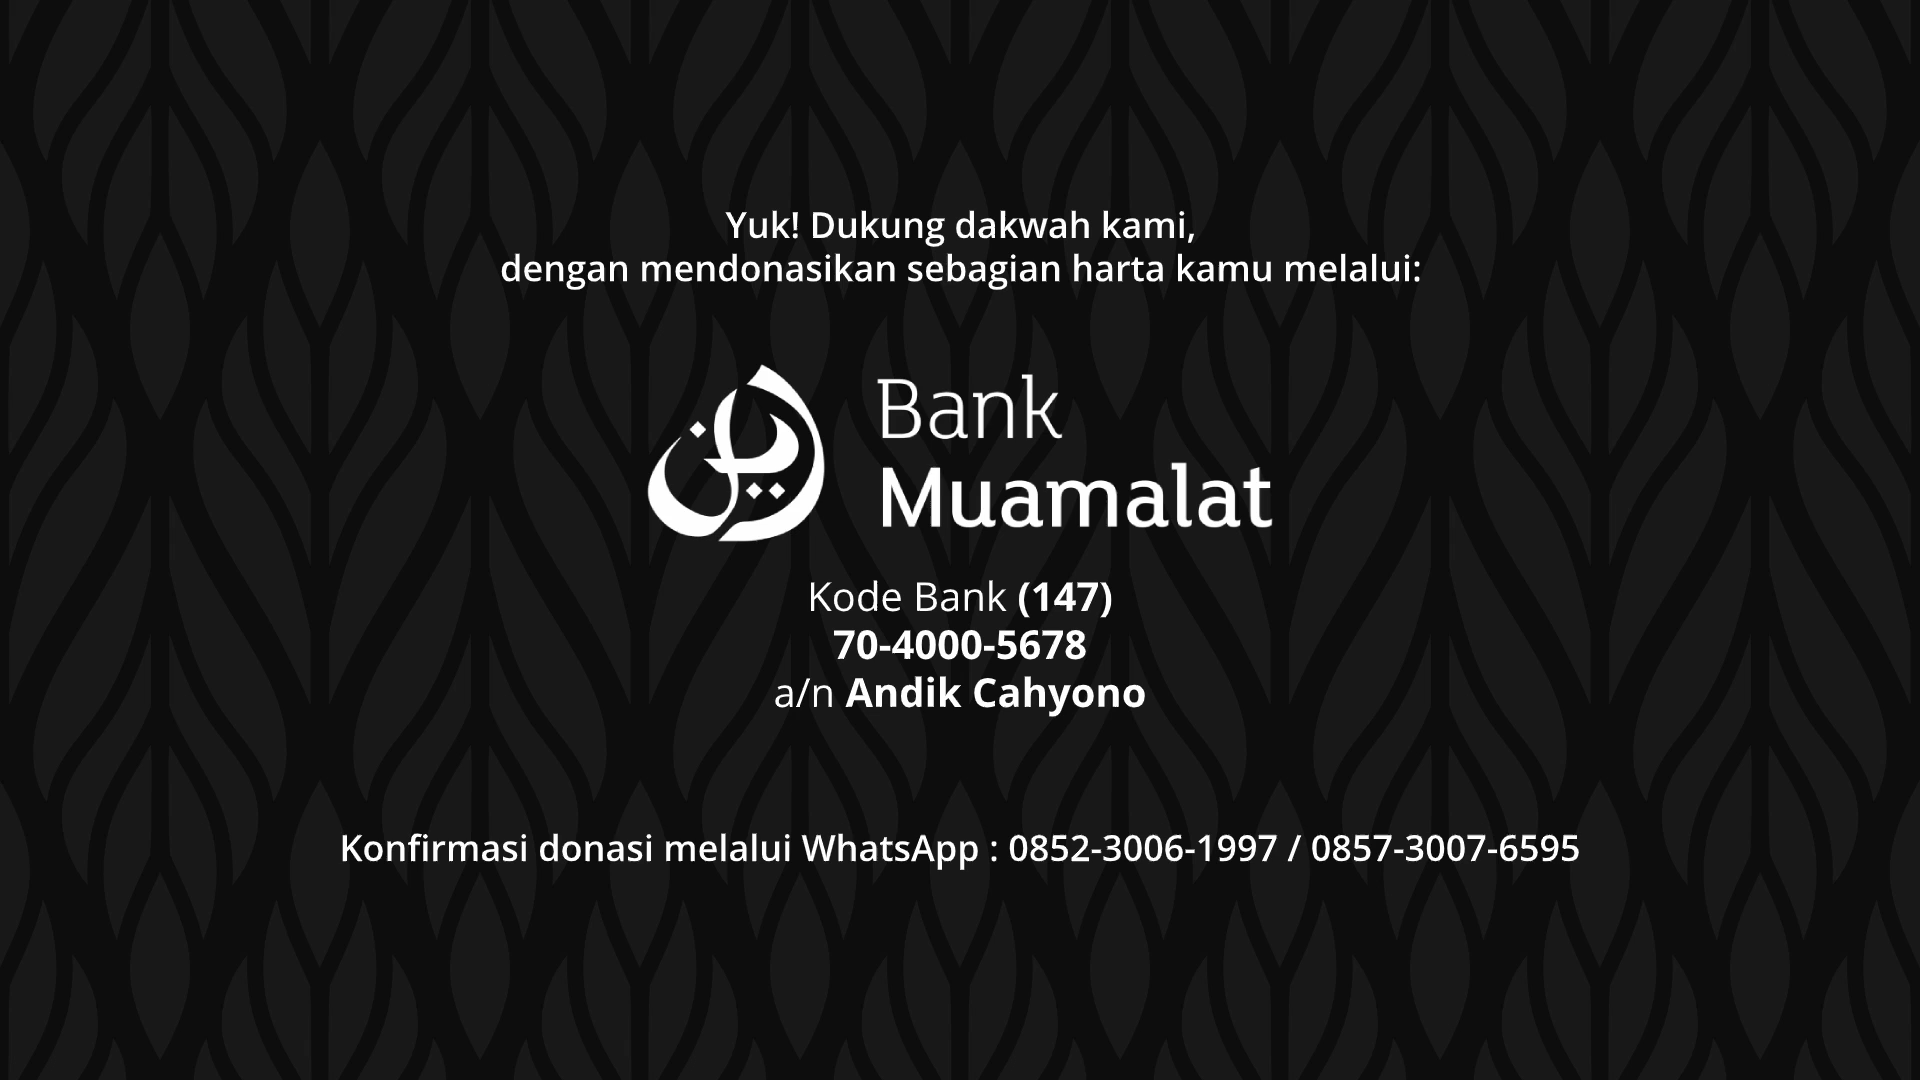 Yuk! Dukung dakwah kami,
dengan mendonasikan sebagian harta kamu melalui:
Bank
Muamalat
Kode Bank (147)
70-4000-5678
a/n Andik Cahyono
Konfirmasi donasi melalui WhatsApp : 0852-3006-1997 / 0857-3007-6595